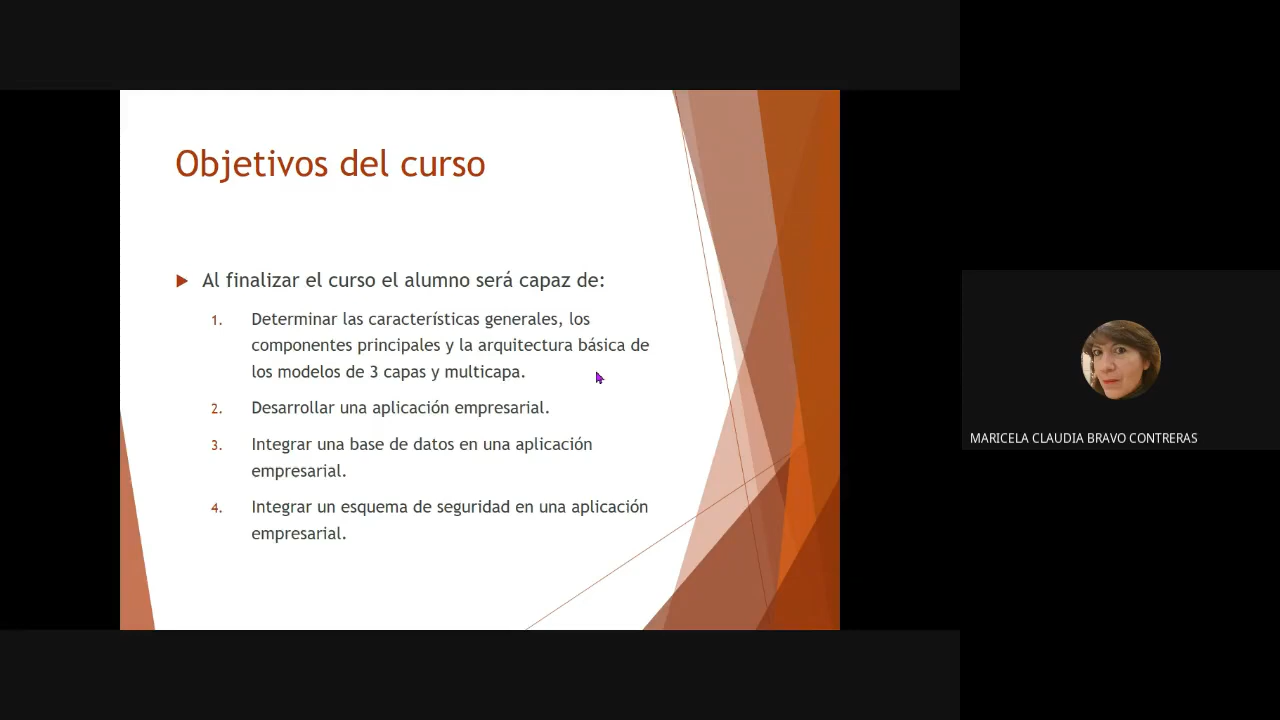 Objetivos del curso
Al finalizar el curso el alumno será capaz de:
1. Determinar las características generales, los
componentes principales y la arquitectura básica de
los modelos de 3 capas y multicapa.
2. Desarrollar una aplicación empresarial.
3. Integrar una base de datos en una aplicación
empresarial.
4. Integrar un esquema de seguridad en una aplicación
empresarial.
MARICELA CLAUDIA BRAVO CONTRERAS